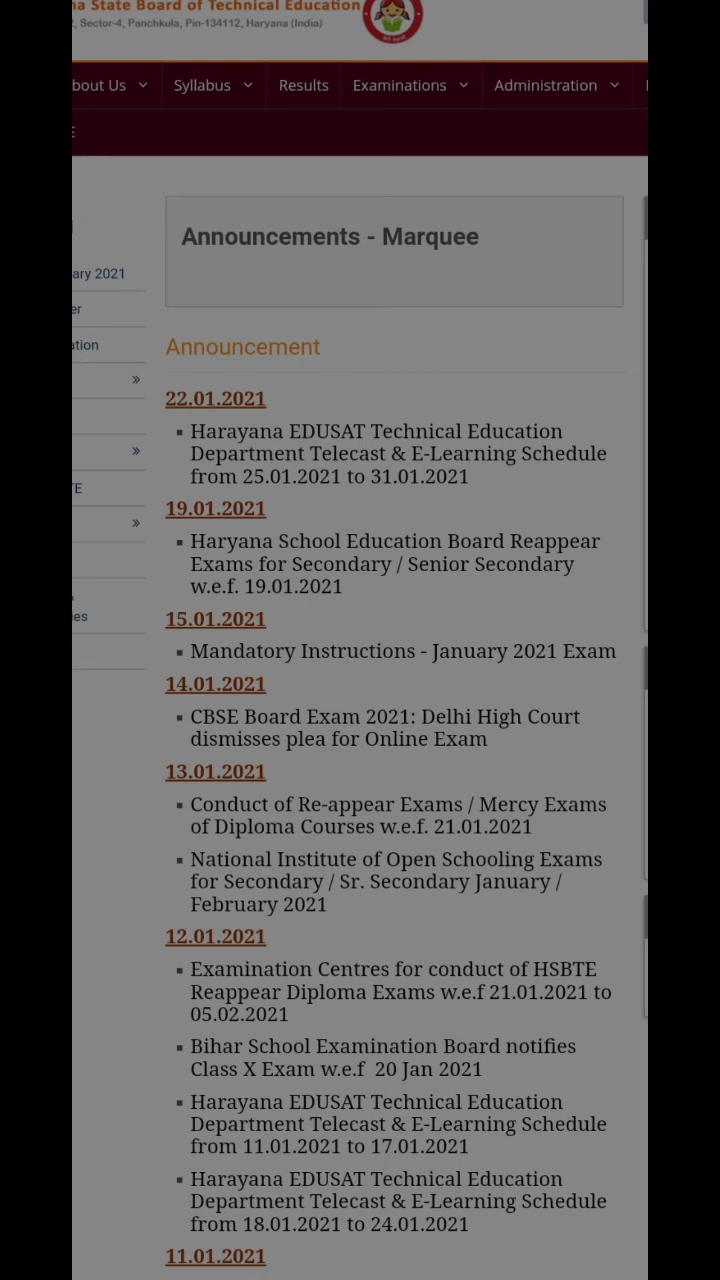 State Board of Technical Education
2, Sector-4, Panchkula, Pin-134112, Haryana (India)
bout Us Syllabus Results Examinations Administration
E
Announcements - Marquee
ary 2021
er
ation
Announcement
»
22.01.2021
Harayana EDUSAT Technical Education
Department Telecast & E-Learning Schedule
from 25.01.2021 to 31.01.2021
»
TE
19.01.2021
»
Haryana School Education Board Reappear
Exams for Secondary / Senior Secondary
w.e.f. 19.01.2021
ies
15.01.2021
Mandatory Instructions - January 2021 Exam
14.01.2021
CBSE Board Exam 2021: Delhi High Court
dismisses plea for Online Exam
13.01.2021
Conduct of Re-appear Exams / Mercy Exams
of Diploma Courses w.e.f. 21.01.2021
National Institute of Open Schooling Exams
for Secondary / Sr. Secondary January /
February 2021
12.01.2021
Examination Centres for conduct of HSBTE
Reappear Diploma Exams w.e.f 21.01.2021 to
05.02.2021
Bihar School Examination Board notifies
Class X Exam w.e.f 20 Jan 2021
Harayana EDUSAT Technical Education
Department Telecast & E-Learning Schedule
from 11.01.2021 to 17.01.2021
Harayana EDUSAT Technical Education
Department Telecast & E-Learning Schedule
from 18.01.2021 to 24.01.2021
11.01.2021